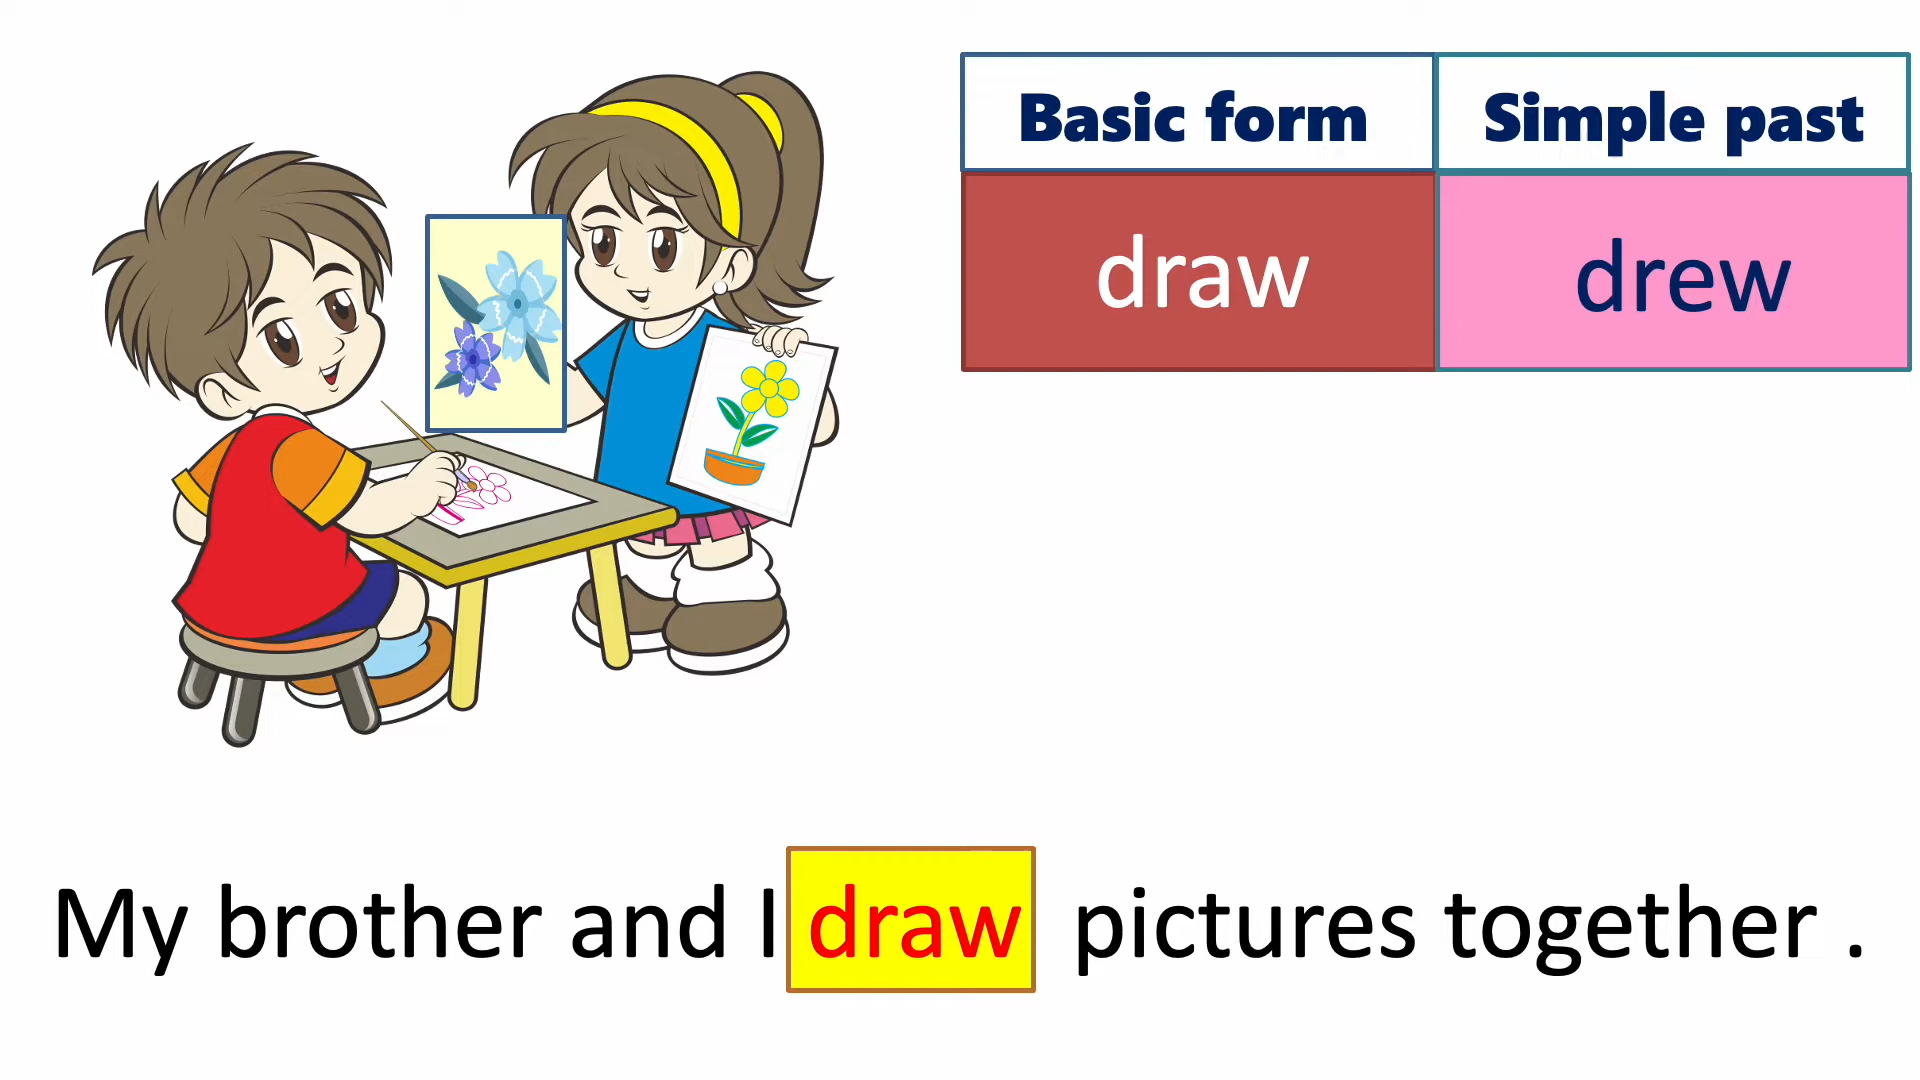 Basic form Simple past
draw drew
My brother and I draw pictures together .